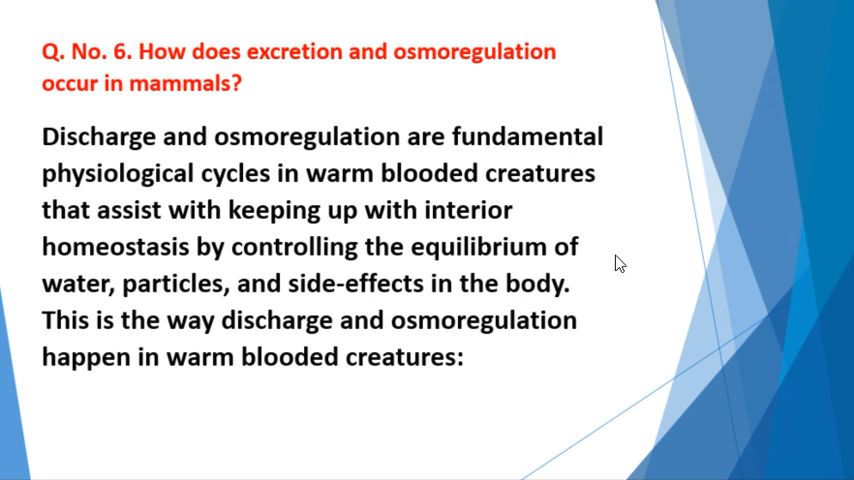 Q. No. 6. How does excretion and osmoregulation
occur in mammals?
Discharge and osmoregulation are fundamental
physiological cycles in warm blooded creatures
that assist with keeping up with interior
homeostasis by controlling the equilibrium of
water, particles, and side-effects in the body.
This is the way discharge and osmoregulation
happen in warm blooded creatures: